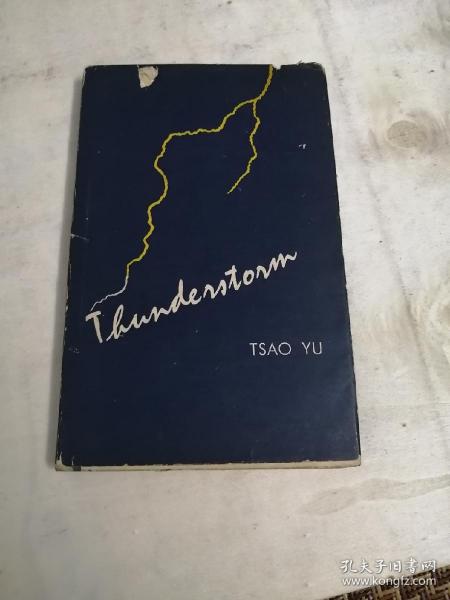 Thunderstorm
TSAO YU
孔夫子旧书网
www.kongfz.com